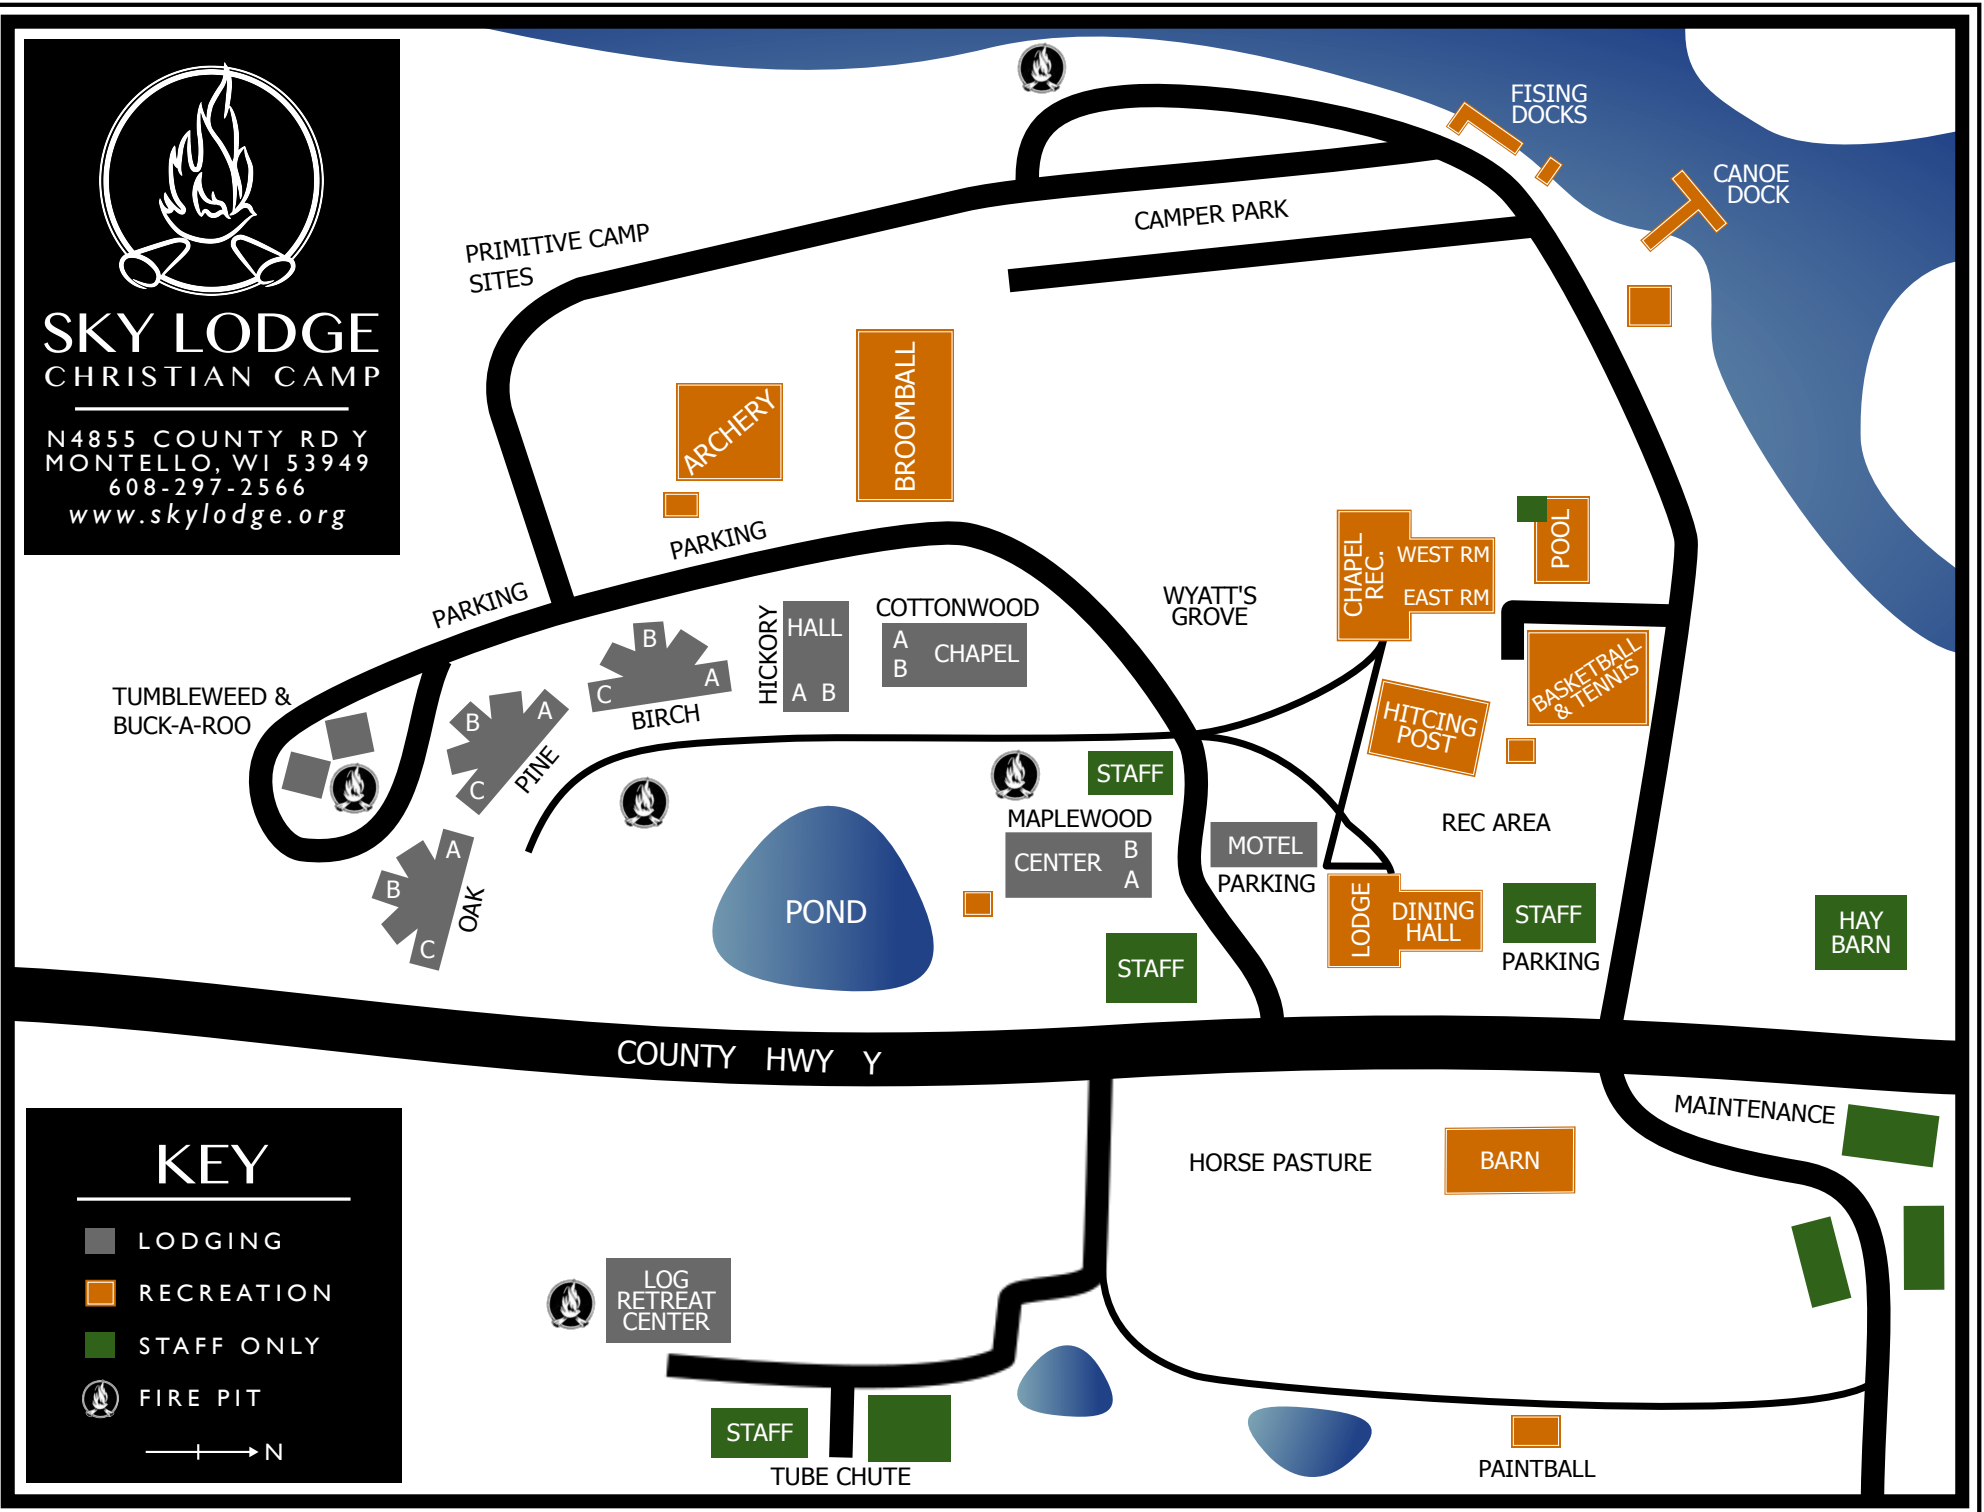 SKY LODGE
CHRISTIAN CAMP
N4855 COUNTY RD Y
MONTELLO, WI 53949
608-297-2566
www.skylodge.org
FISING
DOCKS
CANOE
DOCK
CAMPER PARK
PRIMITIVE CAMP
SITES
ARCHERY
BROOMBALL
PARKING
PARKING
CHAPEL
REC.
WEST RM
EAST RM
POOL
WYATT'S
GROVE
HICKORY
HALL
A B
COTTONWOOD
A
B
CHAPEL
B
A
C
BIRCH
TUMBLEWEED &
BUCK-A-ROO
B
A
C
PINE
BASKETBALL
& TENNIS
HITCING
POST
STAFF
MAPLEWOOD
CENTER
B
A
MOTEL
PARKING
REC AREA
A
B
C
OAK
POND
LODGE
DINING
HALL
STAFF
PARKING
HAY
BARN
STAFF
COUNTY HWY Y
MAINTENANCE
HORSE PASTURE
BARN
KEY
LODGING
RECREATION
STAFF ONLY
FIRE PIT
N
LOG
RETREAT
CENTER
STAFF
TUBE CHUTE
PAINTBALL